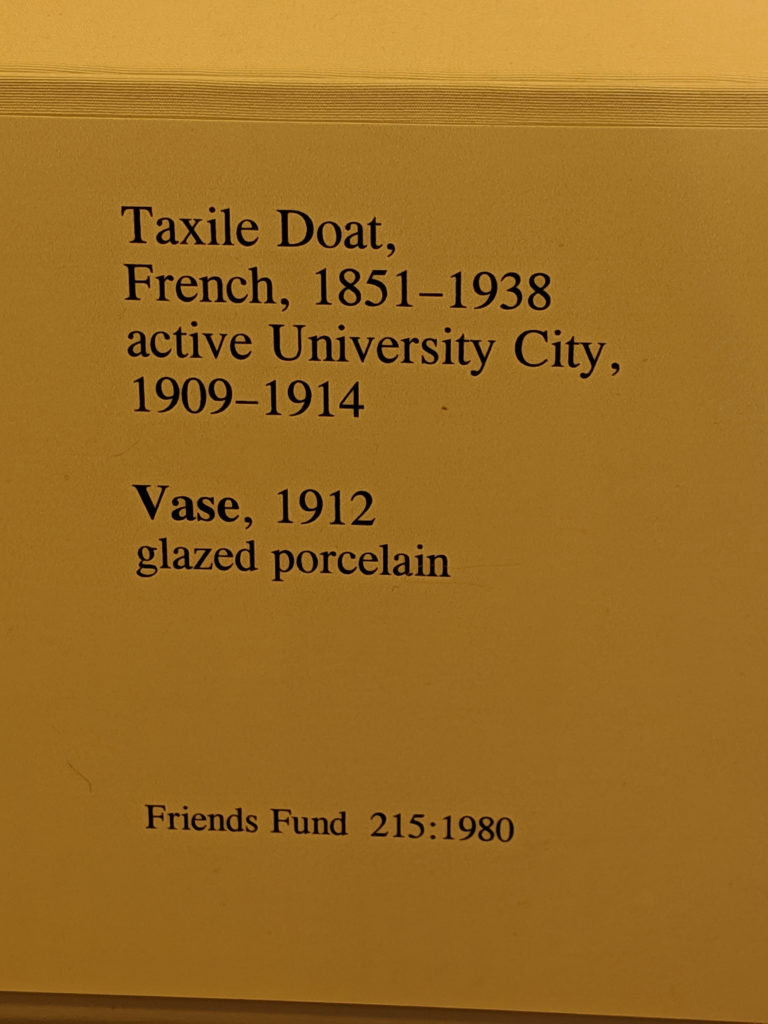 Taxile Doat,
French, 1851–1938
active University City,
1909–1914
Vase, 1912
glazed porcelain
Friends Fund 215:1980